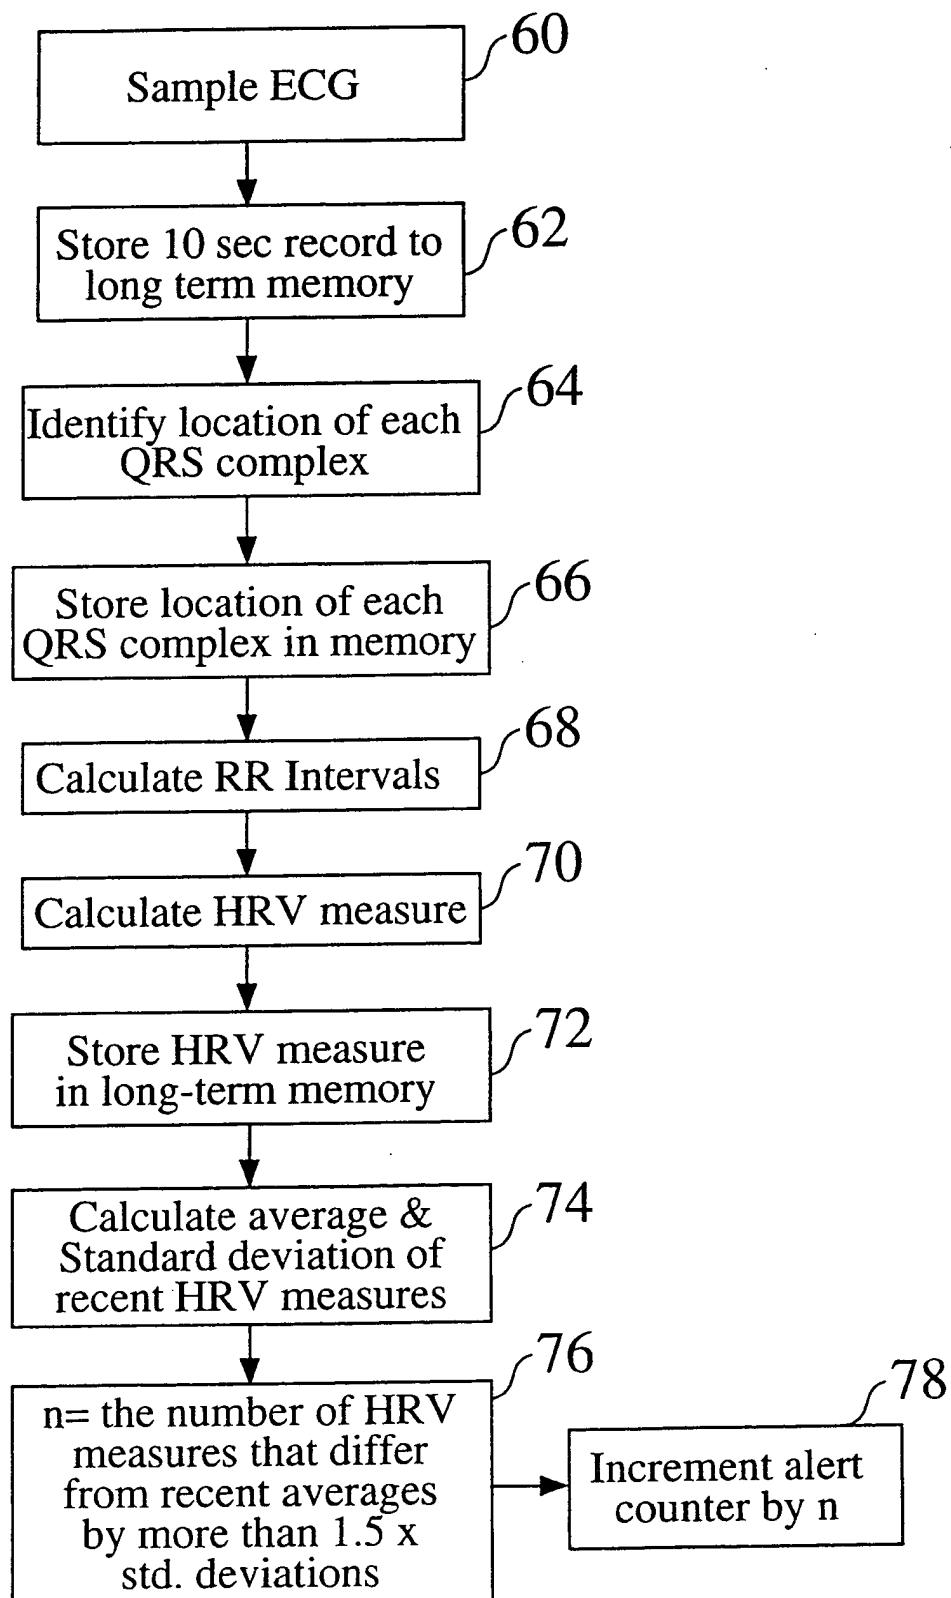 60
Sample ECG
62
Store 10 sec record to
long term memory
64
Identify location of each
QRS complex
66
Store location of each
QRS complex in memory
68
Calculate RR Intervals
70
Calculate HRV measure
72
Store HRV measure
in long-term memory
74
Calculate average &
Standard deviation of
recent HRV measures
76
n= the number of HRV
measures that differ
from recent averages
by more than 1.5 x
std. deviations
78
Increment alert
counter by n